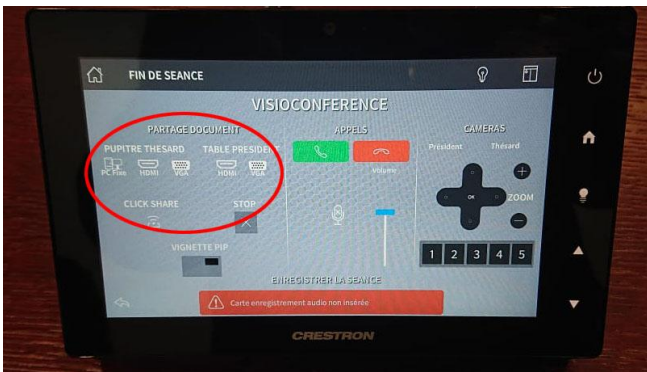 FIN DE SEANCE
VISIOCONFERENCE
PARTAGE DOCUMENT
PUPITRE THESARD
TABLE PRESIDENT
PC Fixe
HDMI
VGA
HDMI
VGA
CLICK SHARE
STOP
VIGNETTE PIP
APPELS
Volume
CAMERAS
Président
Thésard
OK
ZOOM
1 2 3 4 5
ENREGISTRER LA SEANCE
Carte enregistrement audio non insérée
CRESTRON